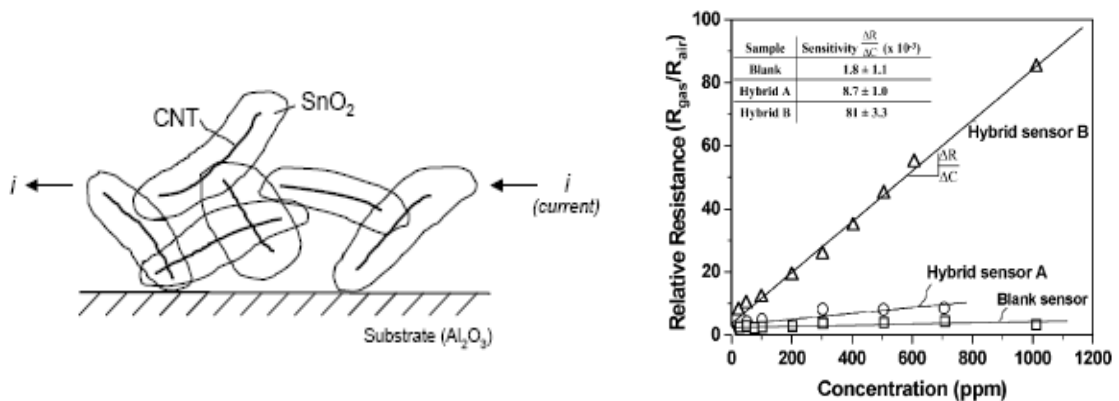 CNT
SnO₂
i
i
(current)
Substrate (Al₂O₃)
Relative Resistance (R_gas/R_air)
100
80
60
40
20
0
Sample Sensitivity ΔR/ΔC (x 10⁻³)
Blank 1.8 ± 1.1
Hybrid A 8.7 ± 1.0
Hybrid B 81 ± 3.3
Hybrid sensor B
ΔR/ΔC
Hybrid sensor A
Blank sensor
0 200 400 600 800 1000 1200
Concentration (ppm)